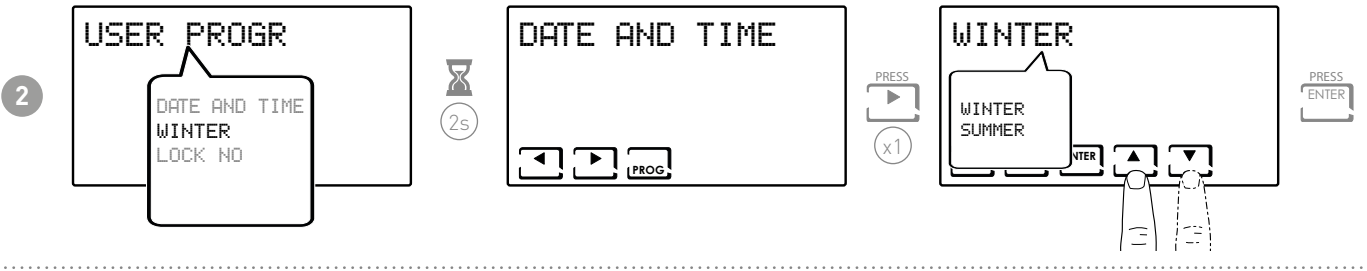 2
USER PROGR
DATE AND TIME
WINTER
LOCK NO
2s
DATE AND TIME
PROG
PRESS
x1
WINTER
WINTER
SUMMER
NTER
PRESS
ENTER